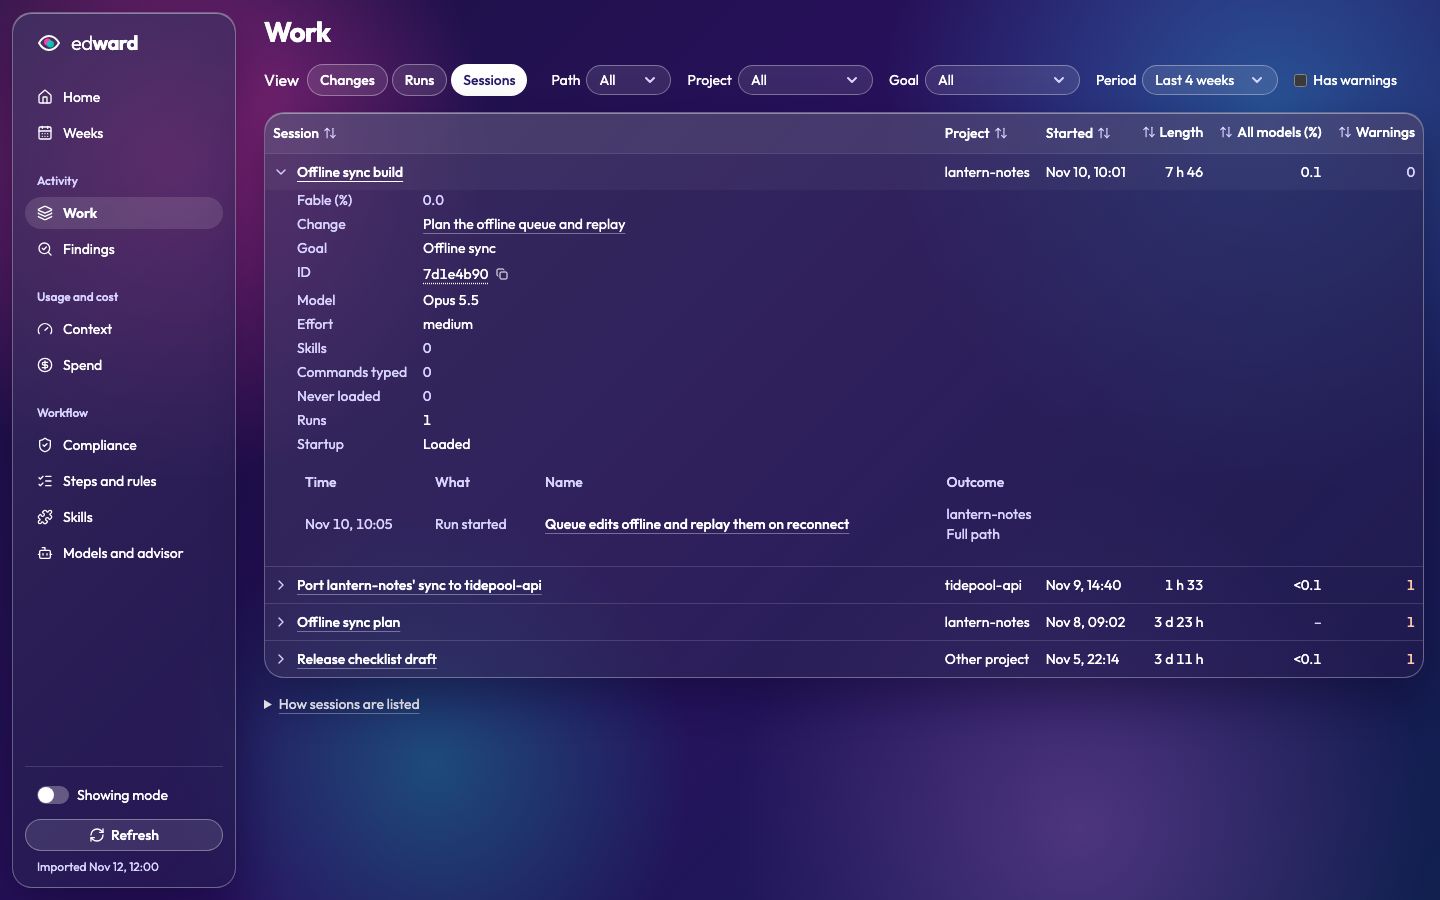 edward
Home
Weeks
Activity
Work
Findings
Usage and cost
Context
Spend
Workflow
Compliance
Steps and rules
Skills
Models and advisor
Showing mode
Refresh
Imported Nov 12, 12:00
Work
View Changes Runs Sessions Path All Project All Goal All Period Last 4 weeks Has warnings
Session Project Started Length All models (%) Warnings
Offline sync build lantern-notes Nov 10, 10:01 7 h 46 0.1 0
Fable (%) 0.0
Change Plan the offline queue and replay
Goal Offline sync
ID 7d1e4b90
Model Opus 5.5
Effort medium
Skills 0
Commands typed 0
Never loaded 0
Runs 1
Startup Loaded
Time What Name Outcome
Nov 10, 10:05 Run started Queue edits offline and replay them on reconnect lantern-notes
Full path
Port lantern-notes' sync to tidepool-api tidepool-api Nov 9, 14:40 1 h 33 <0.1 1
Offline sync plan lantern-notes Nov 8, 09:02 3 d 23 h – 1
Release checklist draft Other project Nov 5, 22:14 3 d 11 h <0.1 1
How sessions are listed